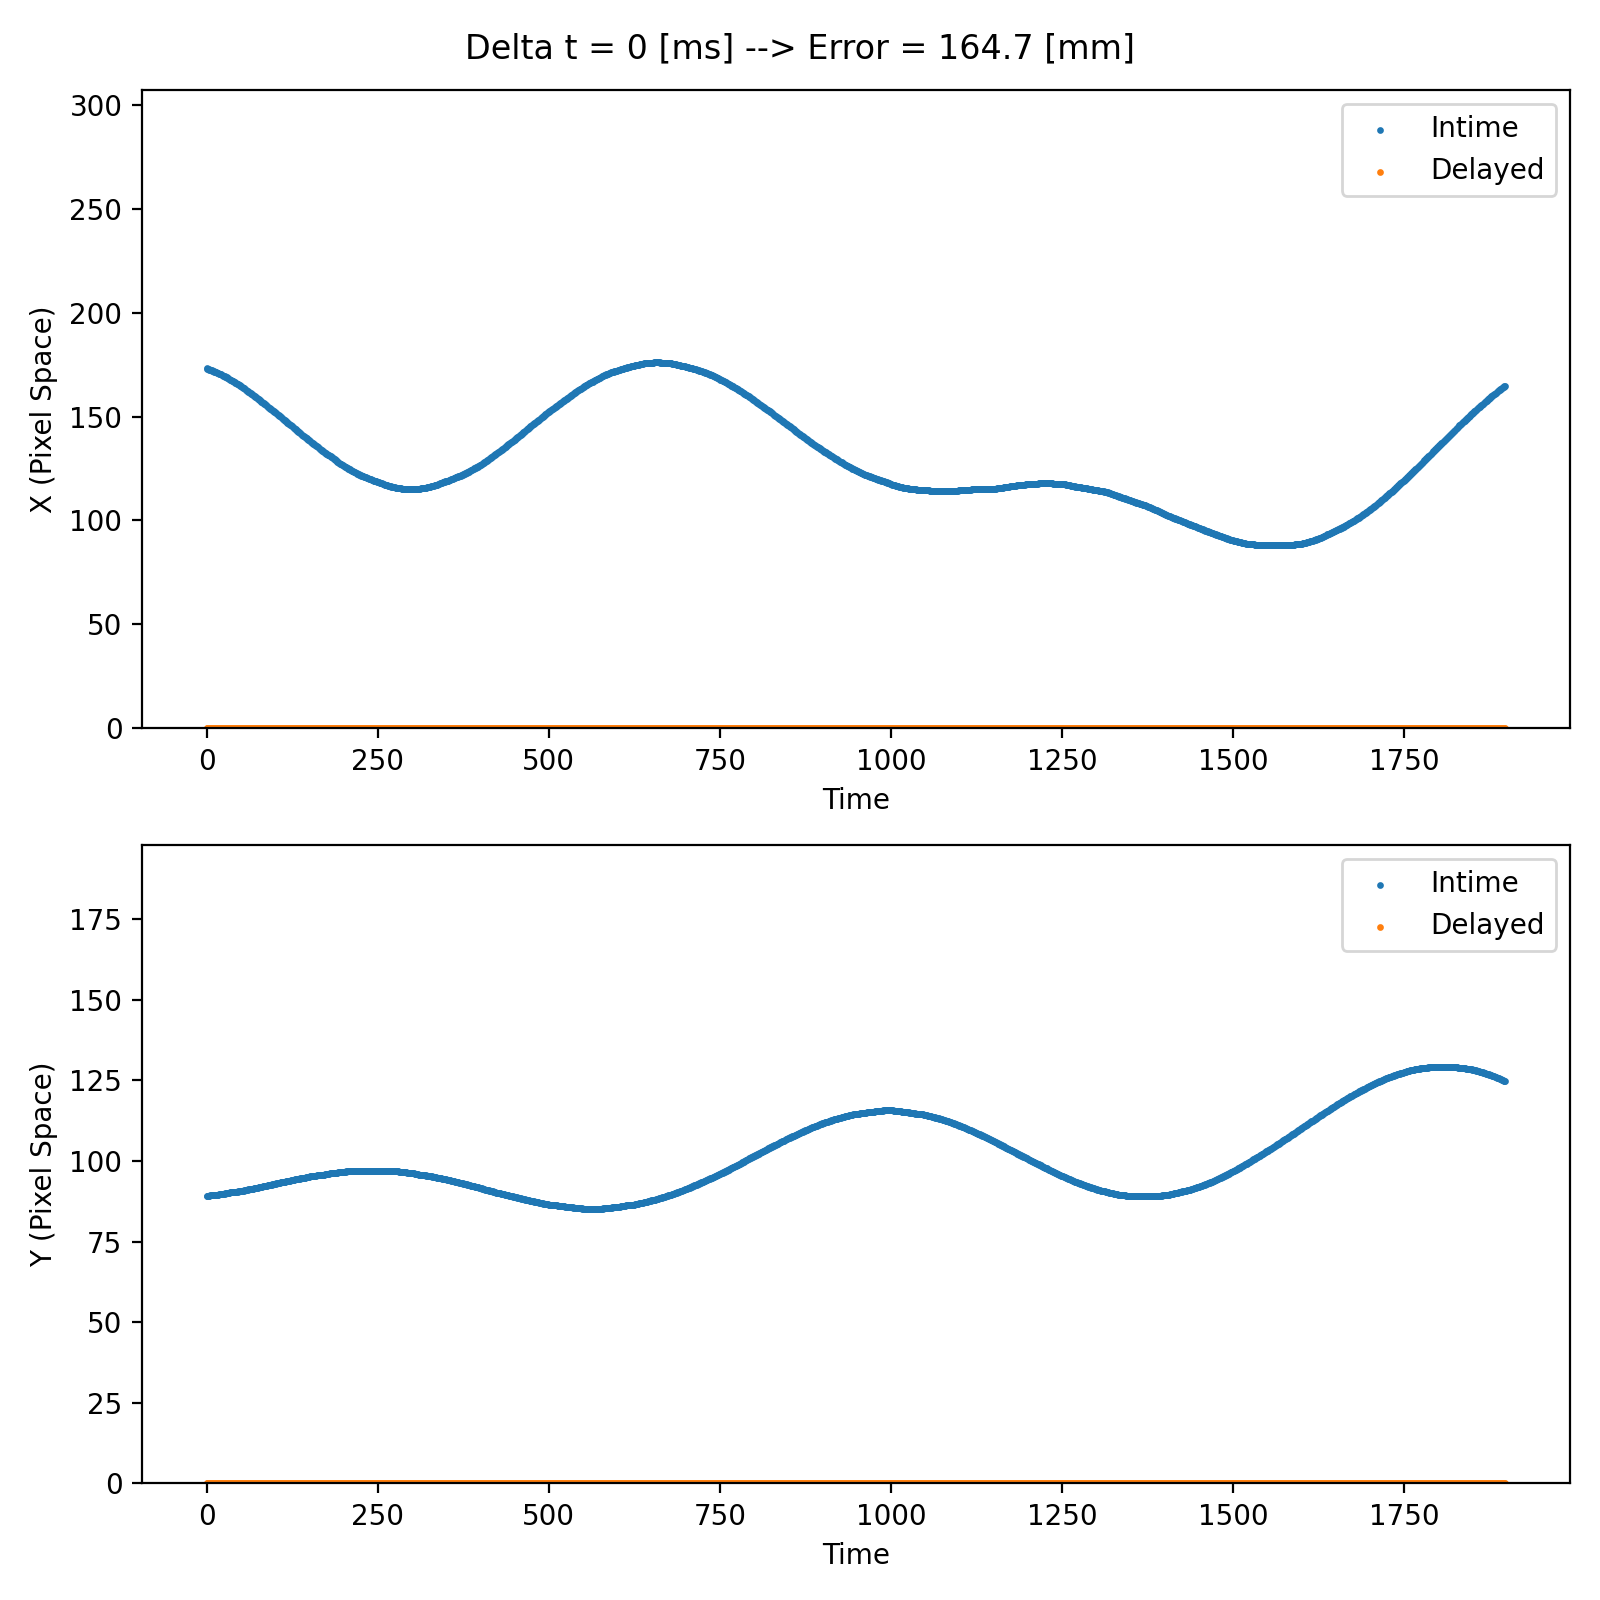 Delta t = 0 [ms] --> Error = 164.7 [mm]
300
250
200
150
100
50
0
X (Pixel Space)
Intime
Delayed
0 250 500 750 1000 1250 1500 1750
Time
175
150
125
100
75
50
25
0
Y (Pixel Space)
Intime
Delayed
0 250 500 750 1000 1250 1500 1750
Time